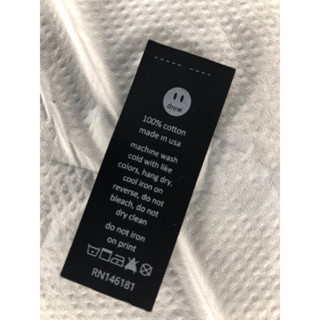 drew
100% cotton
made in usa
machine wash
cold with like
colors, hang dry.
cool iron on
reverse, do not
bleach, do not
dry clean
do not iron
on print
RN146181